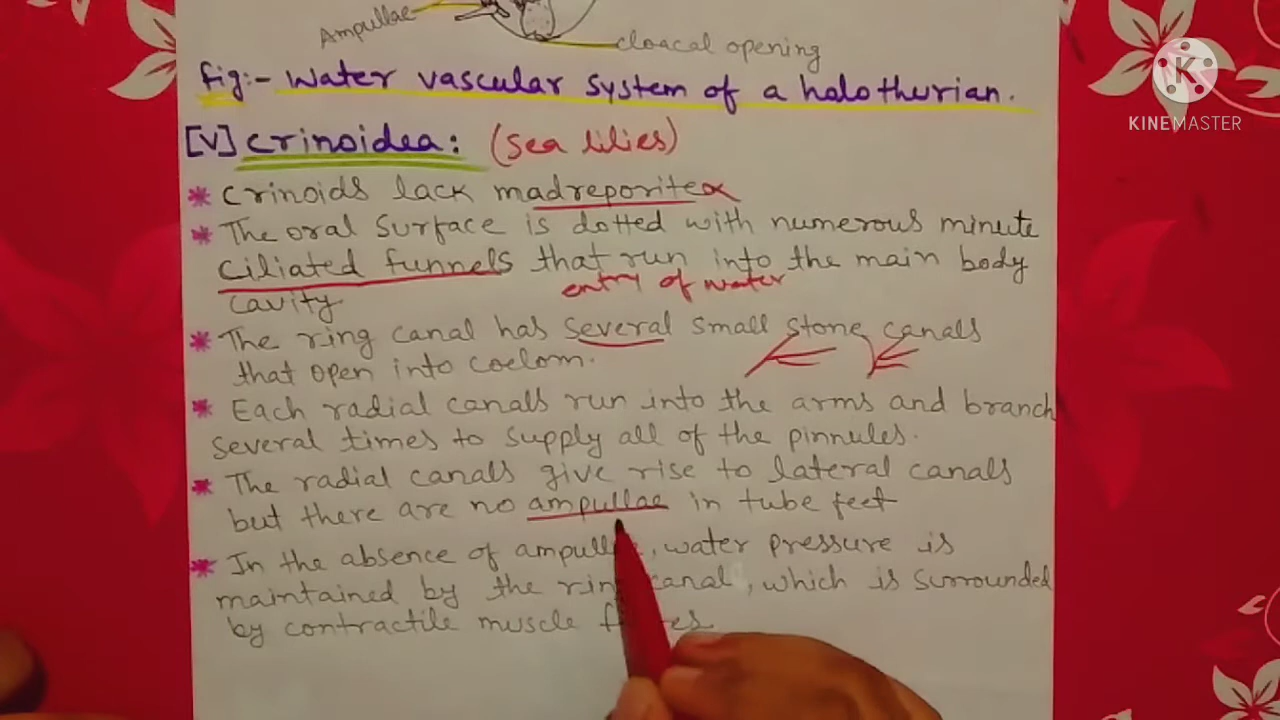 Ampullae
cloacal opening
fig:- Water vascular system of a holothurian.
[V] Crinoidea: (Sea lilies)
* Crinoids lack madreporite
* The oral surface is dotted with numerous minute
ciliated funnels that run into the main body
entry of water
cavity
* The ring canal has several small stone canals
that open into coelom.
* Each radial canals run into the arms and branch
several times to supply all of the pinnules.
* The radial canals give rise to lateral canals
but there are no ampullae in tube feet
* In the absence of ampullae, water pressure is
maintained by the ring canal, which is surrounded
by contractile muscle
K
KINEMASTER